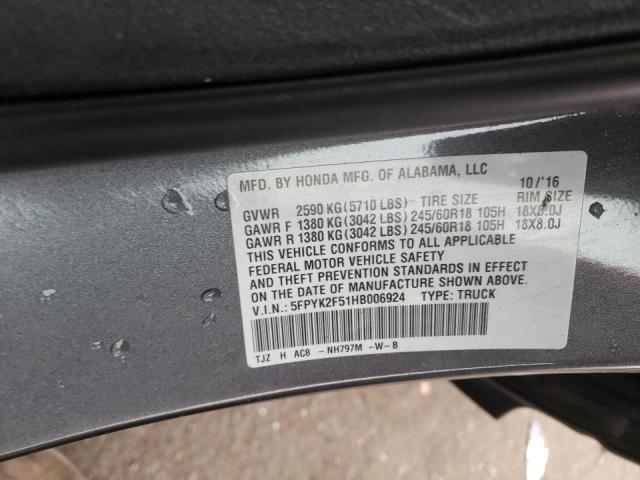 MFD. BY HONDA MFG. OF ALABAMA, LLC 10/'16
GVWR 2590 KG (5710 LBS) TIRE SIZE RIM SIZE
GAWR F 1380 KG (3042 LBS) 245/60R18 105H 18X8.0J
GAWR R 1380 KG (3042 LBS) 245/60R18 105H 18X8.0J
THIS VEHICLE CONFORMS TO ALL APPLICABLE
FEDERAL MOTOR VEHICLE SAFETY
AND THEFT PREVENTION STANDARDS IN EFFECT
ON THE DATE OF MANUFACTURE SHOWN ABOVE.
V.I.N.: 5FPYK2F51HB006924 TYPE: TRUCK
TJZ H AC8 -NH797M -W-B